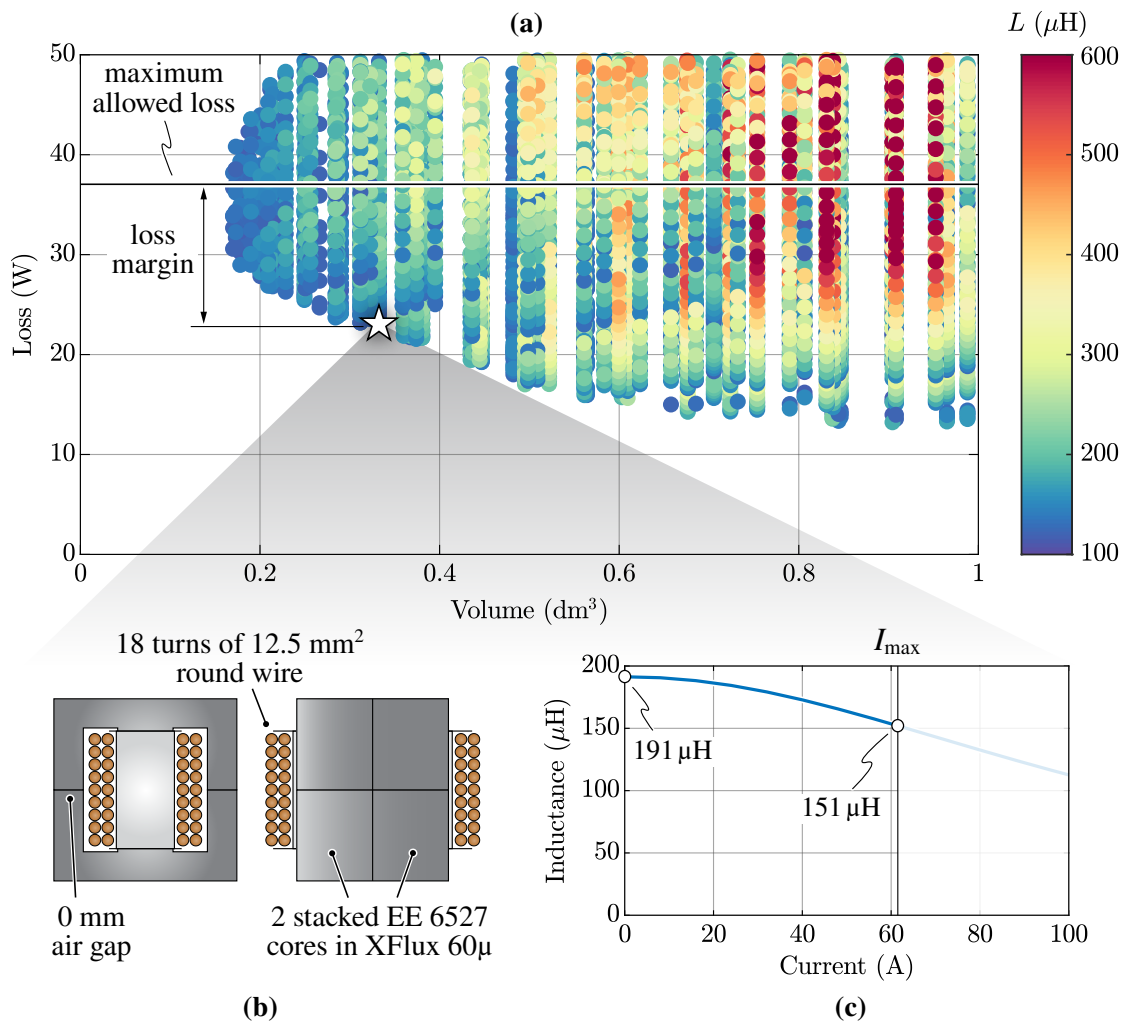 (a)
L (μH)
50
40
30
20
10
0
Loss (W)
maximum
allowed loss
loss
margin
0
0.2
0.4
0.6
0.8
1
Volume (dm³)
600
500
400
300
200
100
18 turns of 12.5 mm²
round wire
0 mm
air gap
2 stacked EE 6527
cores in XFlux 60μ
(b)
I_max
200
150
100
50
0
Inductance (μH)
191 μH
151 μH
0
20
40
60
80
100
Current (A)
(c)